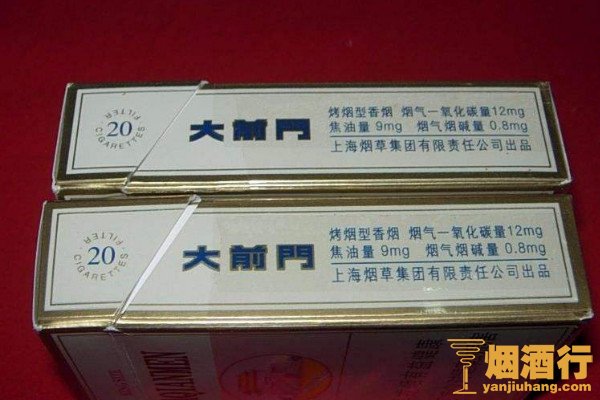 20
FILTER CIGARETTES
大前門
烤烟型香烟 烟气一氧化碳量12mg
焦油量 9mg 烟气烟碱量 0.8mg
上海烟草集团有限责任公司出品
20
FILTER CIGARETTES
大前門
烤烟型香烟 烟气一氧化碳量12mg
焦油量 9mg 烟气烟碱量 0.8mg
上海烟草集团有限责任公司出品
烟酒行
yanjiuhang.com